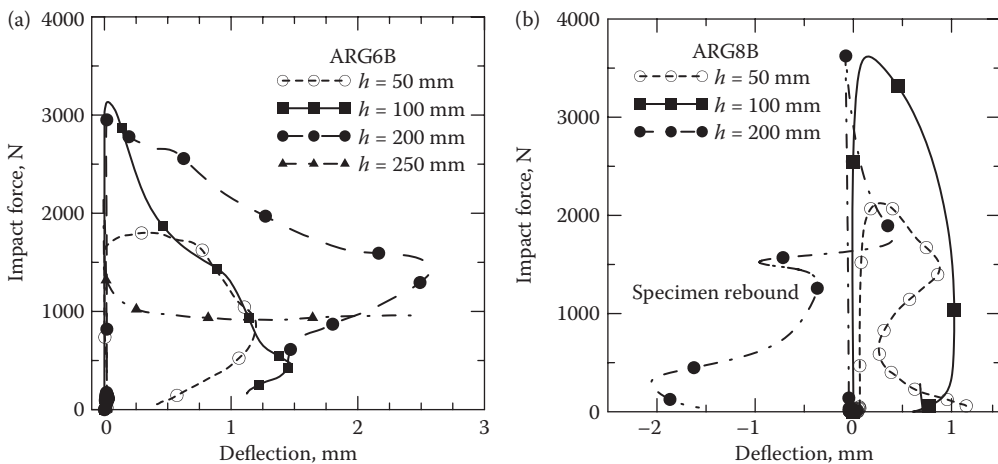 (a)
4000
3000
2000
1000
0
Impact force, N
0
1
2
3
Deflection, mm
ARG6B
h = 50 mm
h = 100 mm
h = 200 mm
h = 250 mm
(b)
4000
3000
2000
1000
0
Impact force, N
−2
−1
0
1
Deflection, mm
ARG8B
h = 50 mm
h = 100 mm
h = 200 mm
Specimen rebound